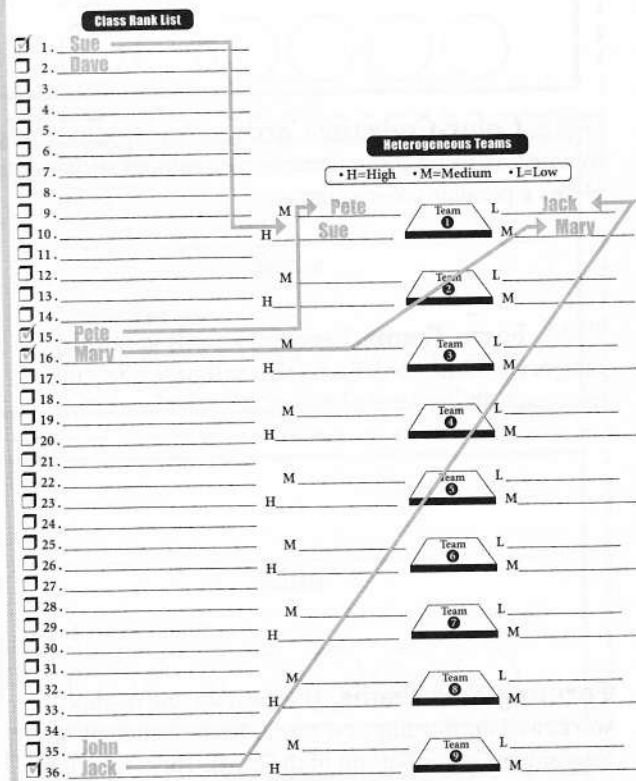 Class Rank List
1. Sue
2. Dave
3.
4.
5.
6.
7.
8.
9.
10.
11.
12.
13.
14.
15. Pete
16. Mary
17.
18.
19.
20.
21.
22.
23.
24.
25.
26.
27.
28.
29.
30.
31.
32.
33.
34.
35. John
36. Jack
Heterogeneous Teams
• H=High • M=Medium • L=Low
M Pete Team 1 L Jack
H Sue M Mary
M Team 2 L
H M
M Team 3 L
H M
M Team 4 L
H M
M Team 5 L
H M
M Team 6 L
H M
M Team 7 L
H M
M Team 8 L
H M
M Team 9 L
H M